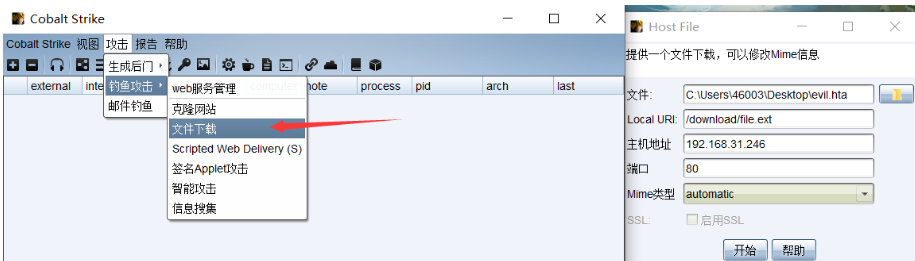 Cobalt Strike
Cobalt Strike 视图 攻击 报告 帮助
生成后门
钓鱼攻击
邮件钓鱼
web服务管理
克隆网站
文件下载
Scripted Web Delivery (S)
签名Applet攻击
智能攻击
信息搜集
external note process pid arch last
Host File
提供一个文件下载，可以修改Mime信息
文件: C:\Users\46003\Desktop\evil.hta
Local URI: /download/file.ext
主机地址 192.168.31.246
端口 80
Mime类型 automatic
SSL: 启用SSL
开始 帮助